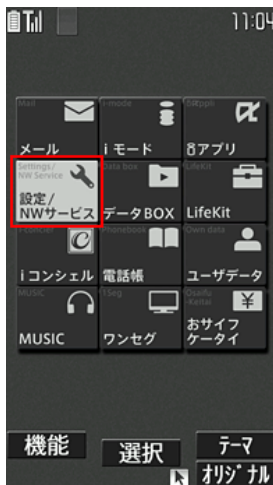 11:04
Mail
メール
i-mode
iモード
αアプリ
Settings/
NW Service
設定/
NWサービス
Data box
データBOX
LifeKit
LifeKit
i concier
iコンシェル
Phonebook
電話帳
Own data
ユーザデータ
MUSIC
MUSIC
1Seg
ワンセグ
Osaifu
-Keitai
おサイフ
ケータイ
機能
選択
テーマ
オリジナル